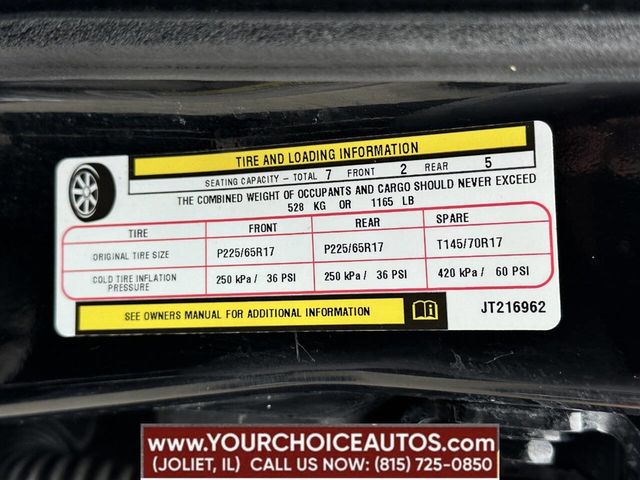 TIRE AND LOADING INFORMATION
SEATING CAPACITY - TOTAL 7 FRONT 2 REAR 5
THE COMBINED WEIGHT OF OCCUPANTS AND CARGO SHOULD NEVER EXCEED
528 KG OR 1165 LB
TIRE FRONT REAR SPARE
ORIGINAL TIRE SIZE P225/65R17 P225/65R17 T145/70R17
COLD TIRE INFLATION PRESSURE 250 kPa / 36 PSI 250 kPa / 36 PSI 420 kPa / 60 PSI
SEE OWNERS MANUAL FOR ADDITIONAL INFORMATION JT216962
WWW.YOURCHOICEAUTOS.COM
(JOLIET, IL) CALL US NOW: (815) 725-0850